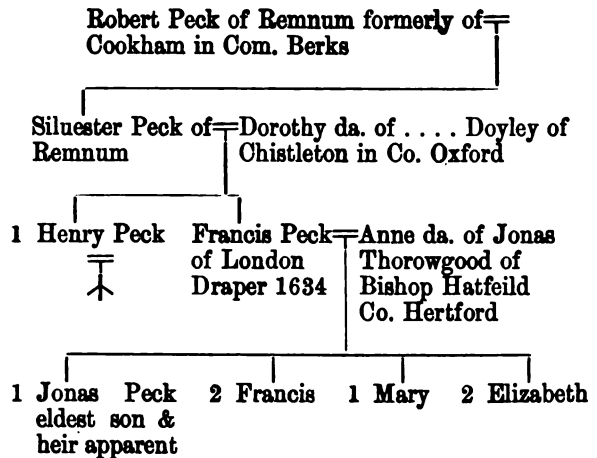 Robert Peck of Remnum formerly of
Cookham in Com. Berks
Siluester Peck of
Remnum
Dorothy da. of .... Doyley of
Chistleton in Co. Oxford
1 Henry Peck
Francis Peck
of London
Draper 1634
Anne da. of Jonas
Thorowgood of
Bishop Hatfeild
Co. Hertford
1 Jonas Peck
eldest son &
heir apparent
2 Francis
1 Mary
2 Elizabeth